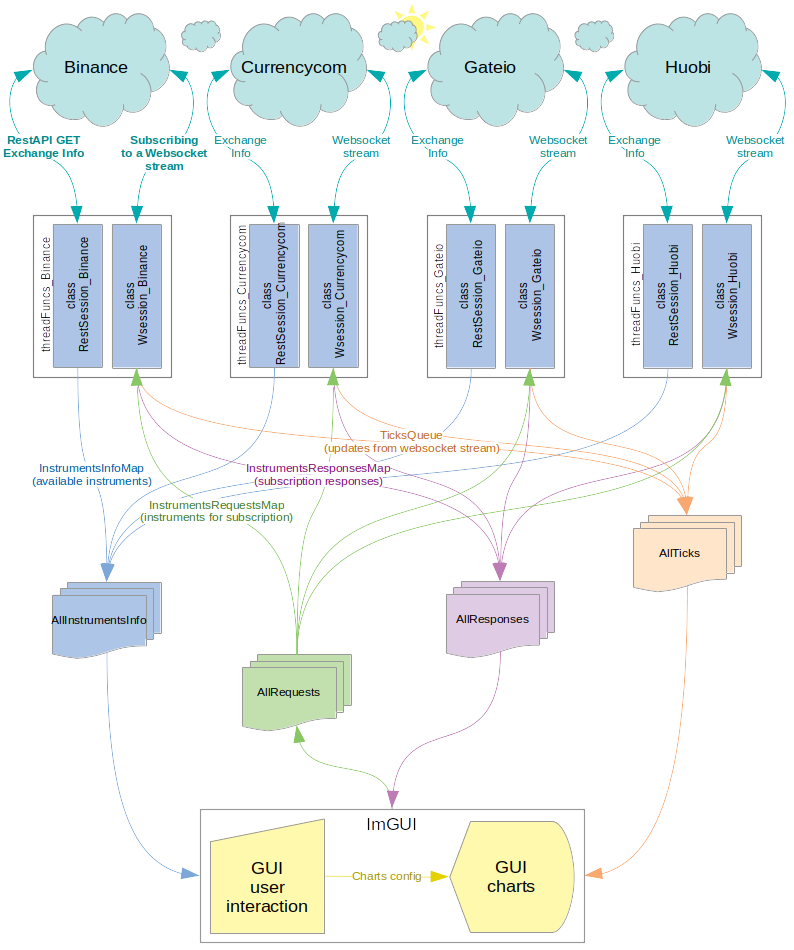 Binance
Currencycom
Gateio
Huobi
RestAPI GET
Exchange Info
Subscribing
to a Websocket
stream
Exchange
Info
Websocket
stream
Exchange
Info
Websocket
stream
Exchange
Info
Websocket
stream
threadFuncs_Binance
class
RestSession_Binance
class
Wsession_Binance
threadFuncs_Currencycom
class
RestSession_Currencycom
class
Wsession_Currencycom
threadFuncs_Gateio
class
RestSession_Gateio
class
Wsession_Gateio
threadFuncs_Huobi
class
RestSession_Huobi
class
Wsession_Huobi
TicksQueue
(updates from websocket stream)
InstrumentsInfoMap
(available instruments)
InstrumentsResponsesMap
(subscription responses)
InstrumentsRequestsMap
(instruments for subscription)
AllTicks
AllInstrumentsInfo
AllResponses
AllRequests
ImGUI
GUI
user
interaction
Charts config
GUI
charts